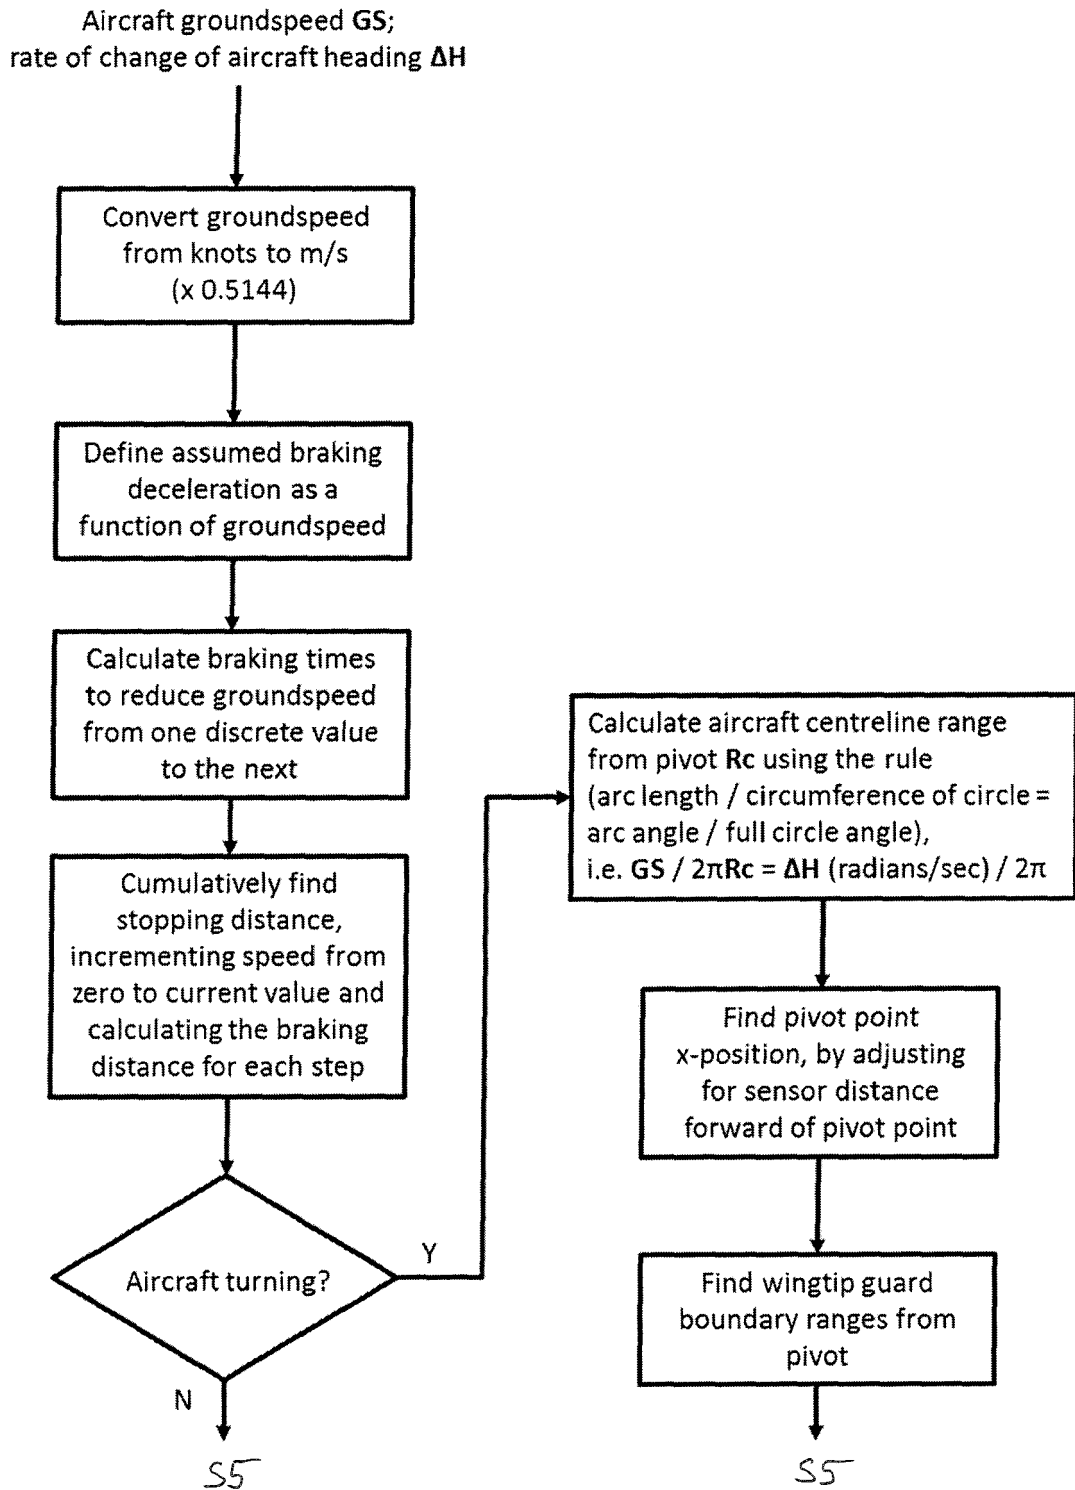 Aircraft groundspeed GS;
rate of change of aircraft heading ΔH
Convert groundspeed
from knots to m/s
(x 0.5144)
Define assumed braking
deceleration as a
function of groundspeed
Calculate braking times
to reduce groundspeed
from one discrete value
to the next
Cumulatively find
stopping distance,
incrementing speed from
zero to current value and
calculating the braking
distance for each step
Aircraft turning?
Y
N
S5
Calculate aircraft centreline range
from pivot Rc using the rule
(arc length / circumference of circle =
arc angle / full circle angle),
i.e. GS / 2πRc = ΔH (radians/sec) / 2π
Find pivot point
x-position, by adjusting
for sensor distance
forward of pivot point
Find wingtip guard
boundary ranges from
pivot
S5